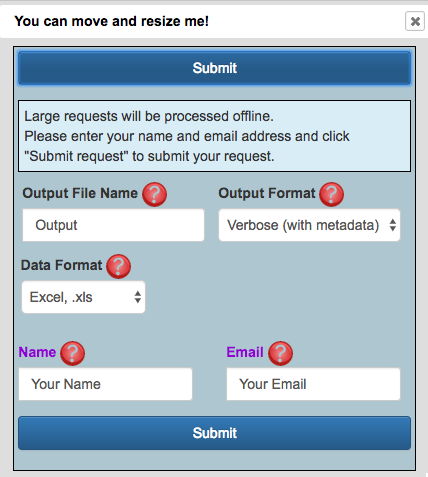 You can move and resize me!
Submit
Large requests will be processed offline.
Please enter your name and email address and click
"Submit request" to submit your request.
Output File Name ? Output Format ?
Output Verbose (with metadata)
Data Format ?
Excel, .xls
Name ? Email ?
Your Name Your Email
Submit